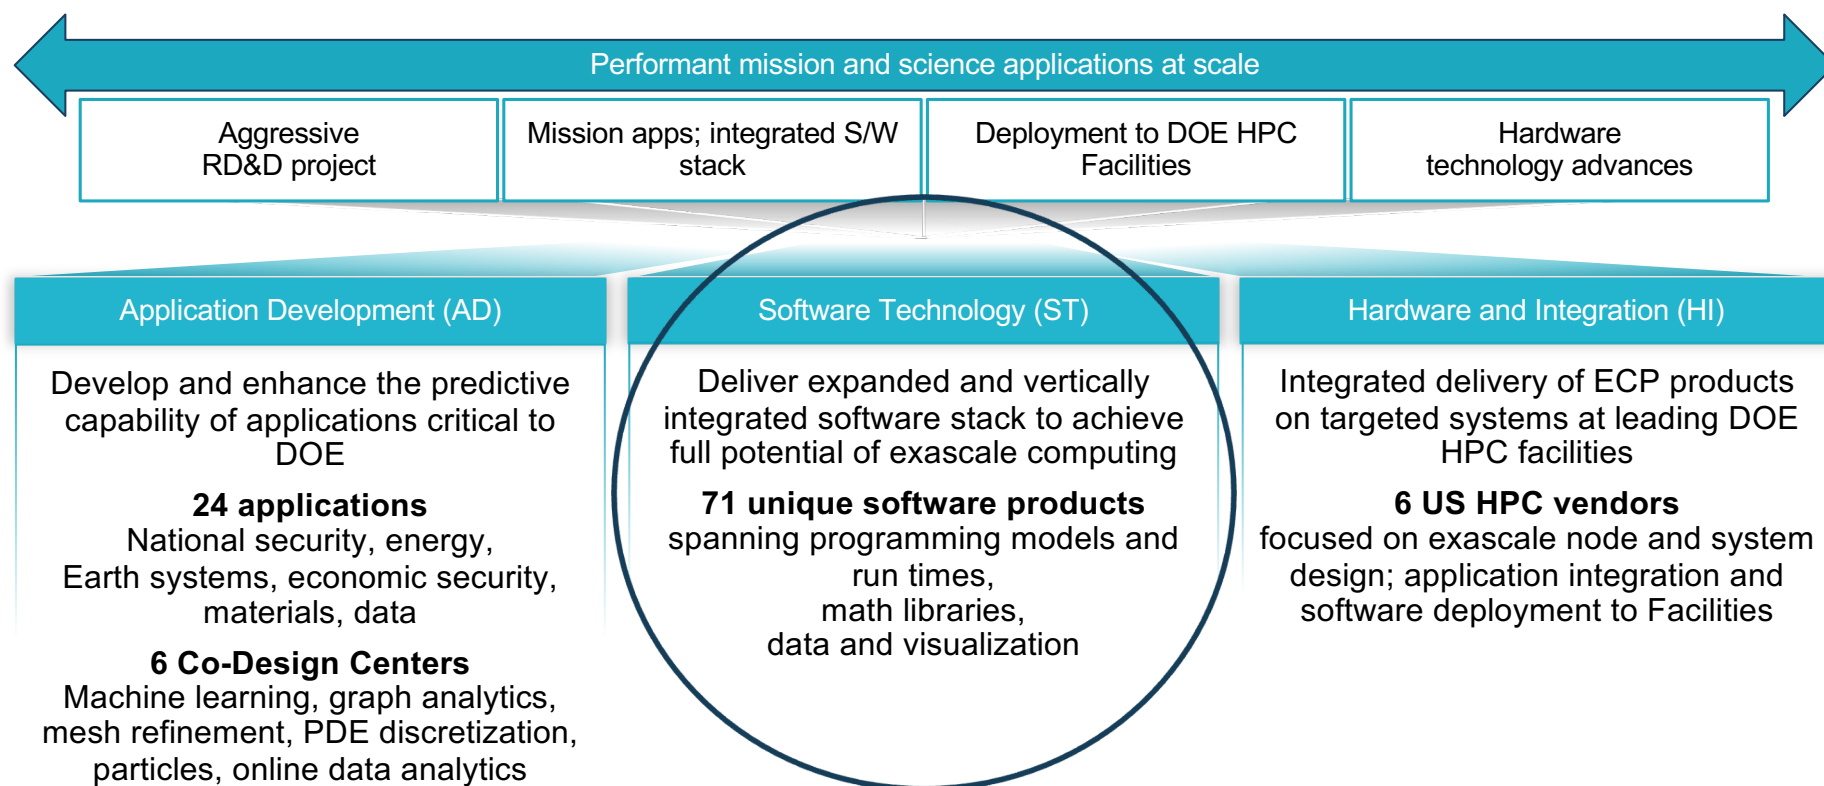 Performant mission and science applications at scale
Aggressive
RD&D project
Mission apps; integrated S/W
stack
Deployment to DOE HPC
Facilities
Hardware
technology advances
Application Development (AD)
Develop and enhance the predictive
capability of applications critical to
DOE
24 applications
National security, energy,
Earth systems, economic security,
materials, data
6 Co-Design Centers
Machine learning, graph analytics,
mesh refinement, PDE discretization,
particles, online data analytics
Software Technology (ST)
Deliver expanded and vertically
integrated software stack to achieve
full potential of exascale computing
71 unique software products
spanning programming models and
run times,
math libraries,
data and visualization
Hardware and Integration (HI)
Integrated delivery of ECP products
on targeted systems at leading DOE
HPC facilities
6 US HPC vendors
focused on exascale node and system
design; application integration and
software deployment to Facilities